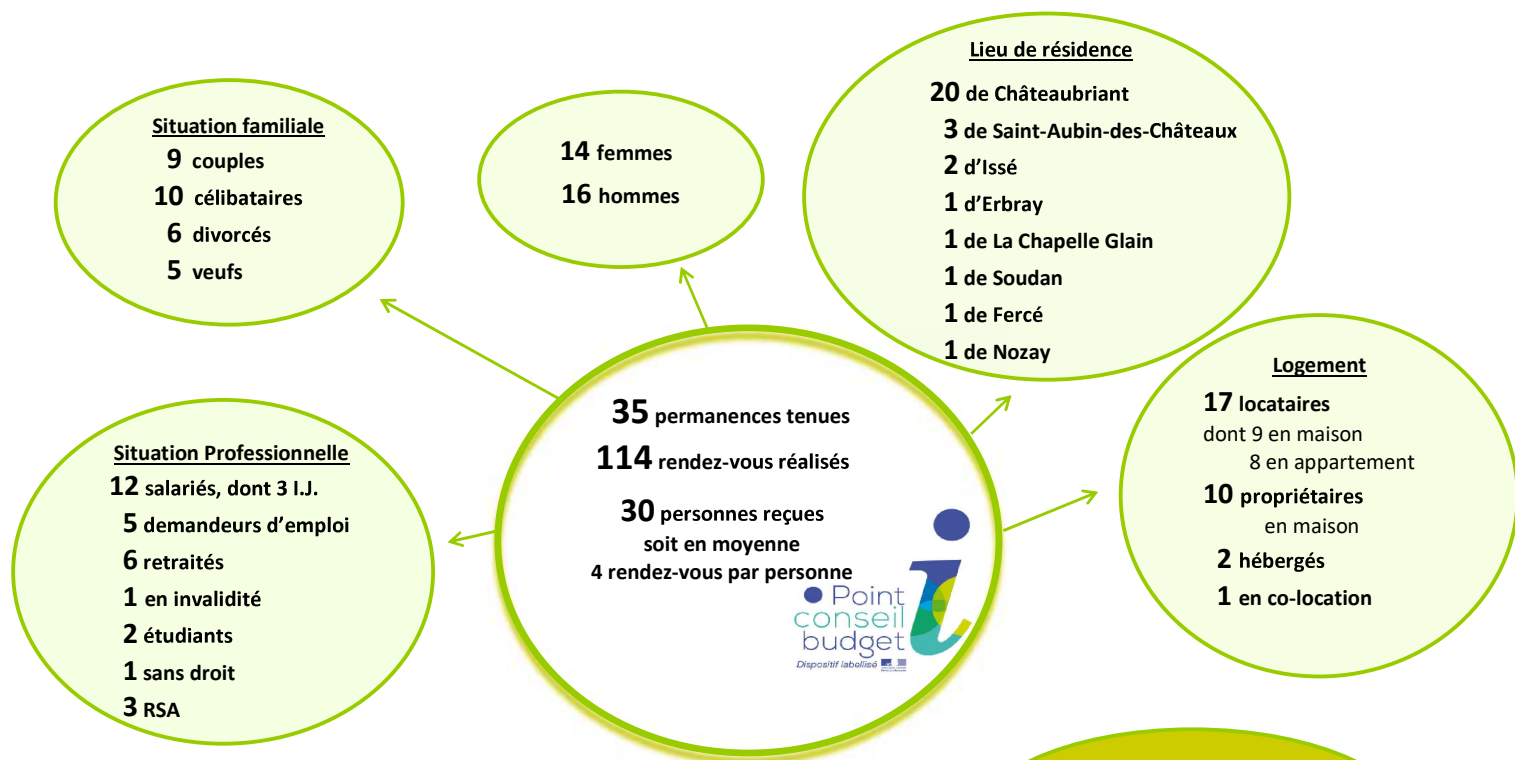 Situation familiale
9 couples
10 célibataires
6 divorcés
5 veufs
14 femmes
16 hommes
Lieu de résidence
20 de Châteaubriant
3 de Saint-Aubin-des-Châteaux
2 d'Issé
1 d'Erbray
1 de La Chapelle Glain
1 de Soudan
1 de Fercé
1 de Nozay
Situation Professionnelle
12 salariés, dont 3 I.J.
5 demandeurs d'emploi
6 retraités
1 en invalidité
2 étudiants
1 sans droit
3 RSA
35 permanences tenues
114 rendez-vous réalisés
30 personnes reçues
soit en moyenne
4 rendez-vous par personne
Point
conseil
budget
Dispositif labellisé
Logement
17 locataires
dont 9 en maison
8 en appartement
10 propriétaires
en maison
2 hébergés
1 en co-location